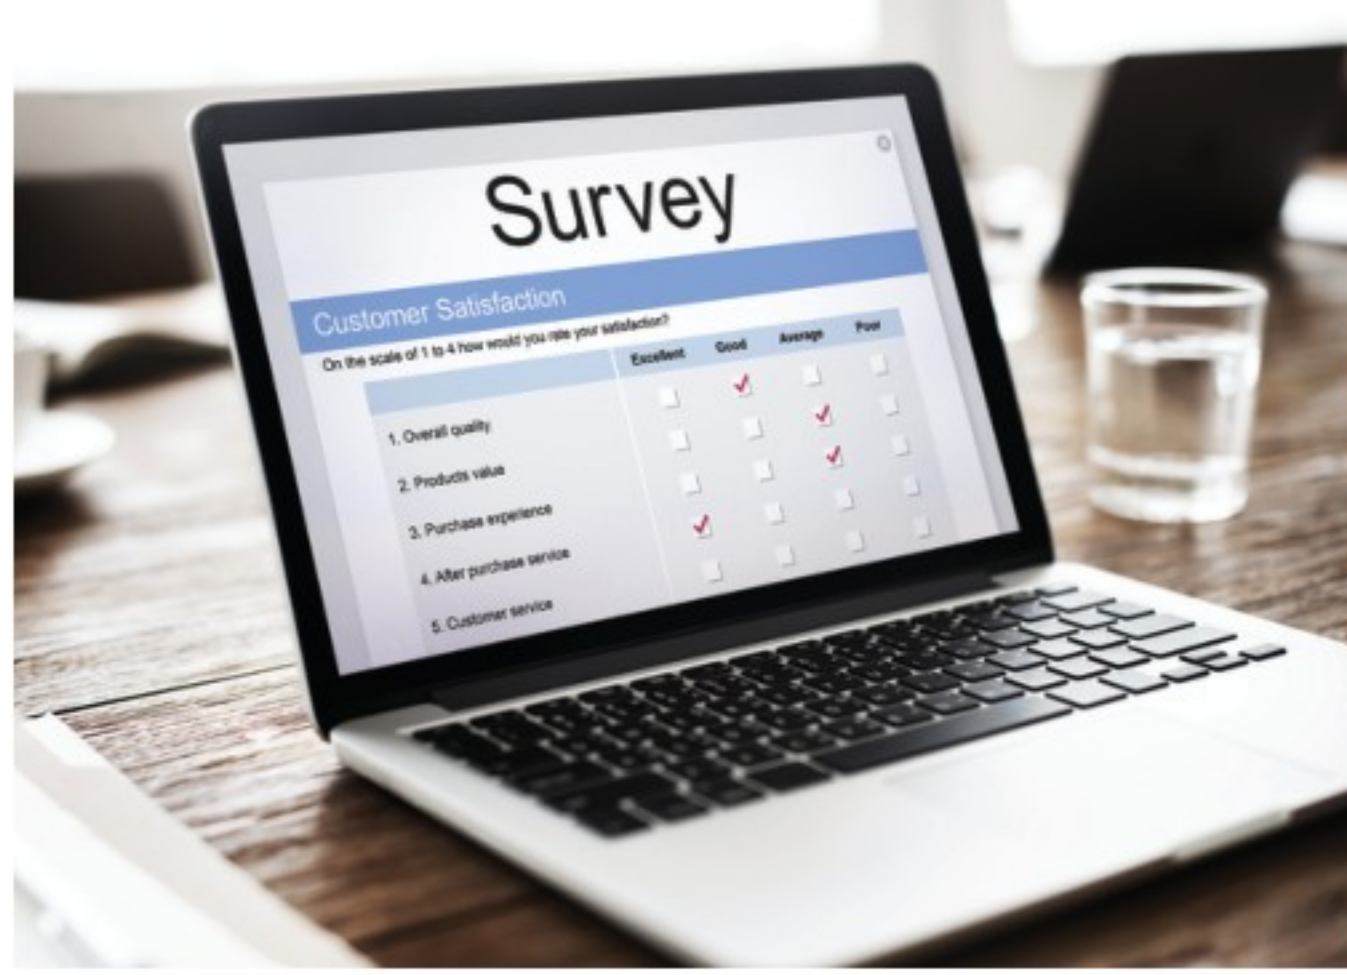 Survey
Customer Satisfaction
On the scale of 1 to 4 how would you rate your satisfaction?
Excellent Good Average Poor
1. Overall quality
2. Products value
3. Purchase experience
4. After purchase service
5. Customer service